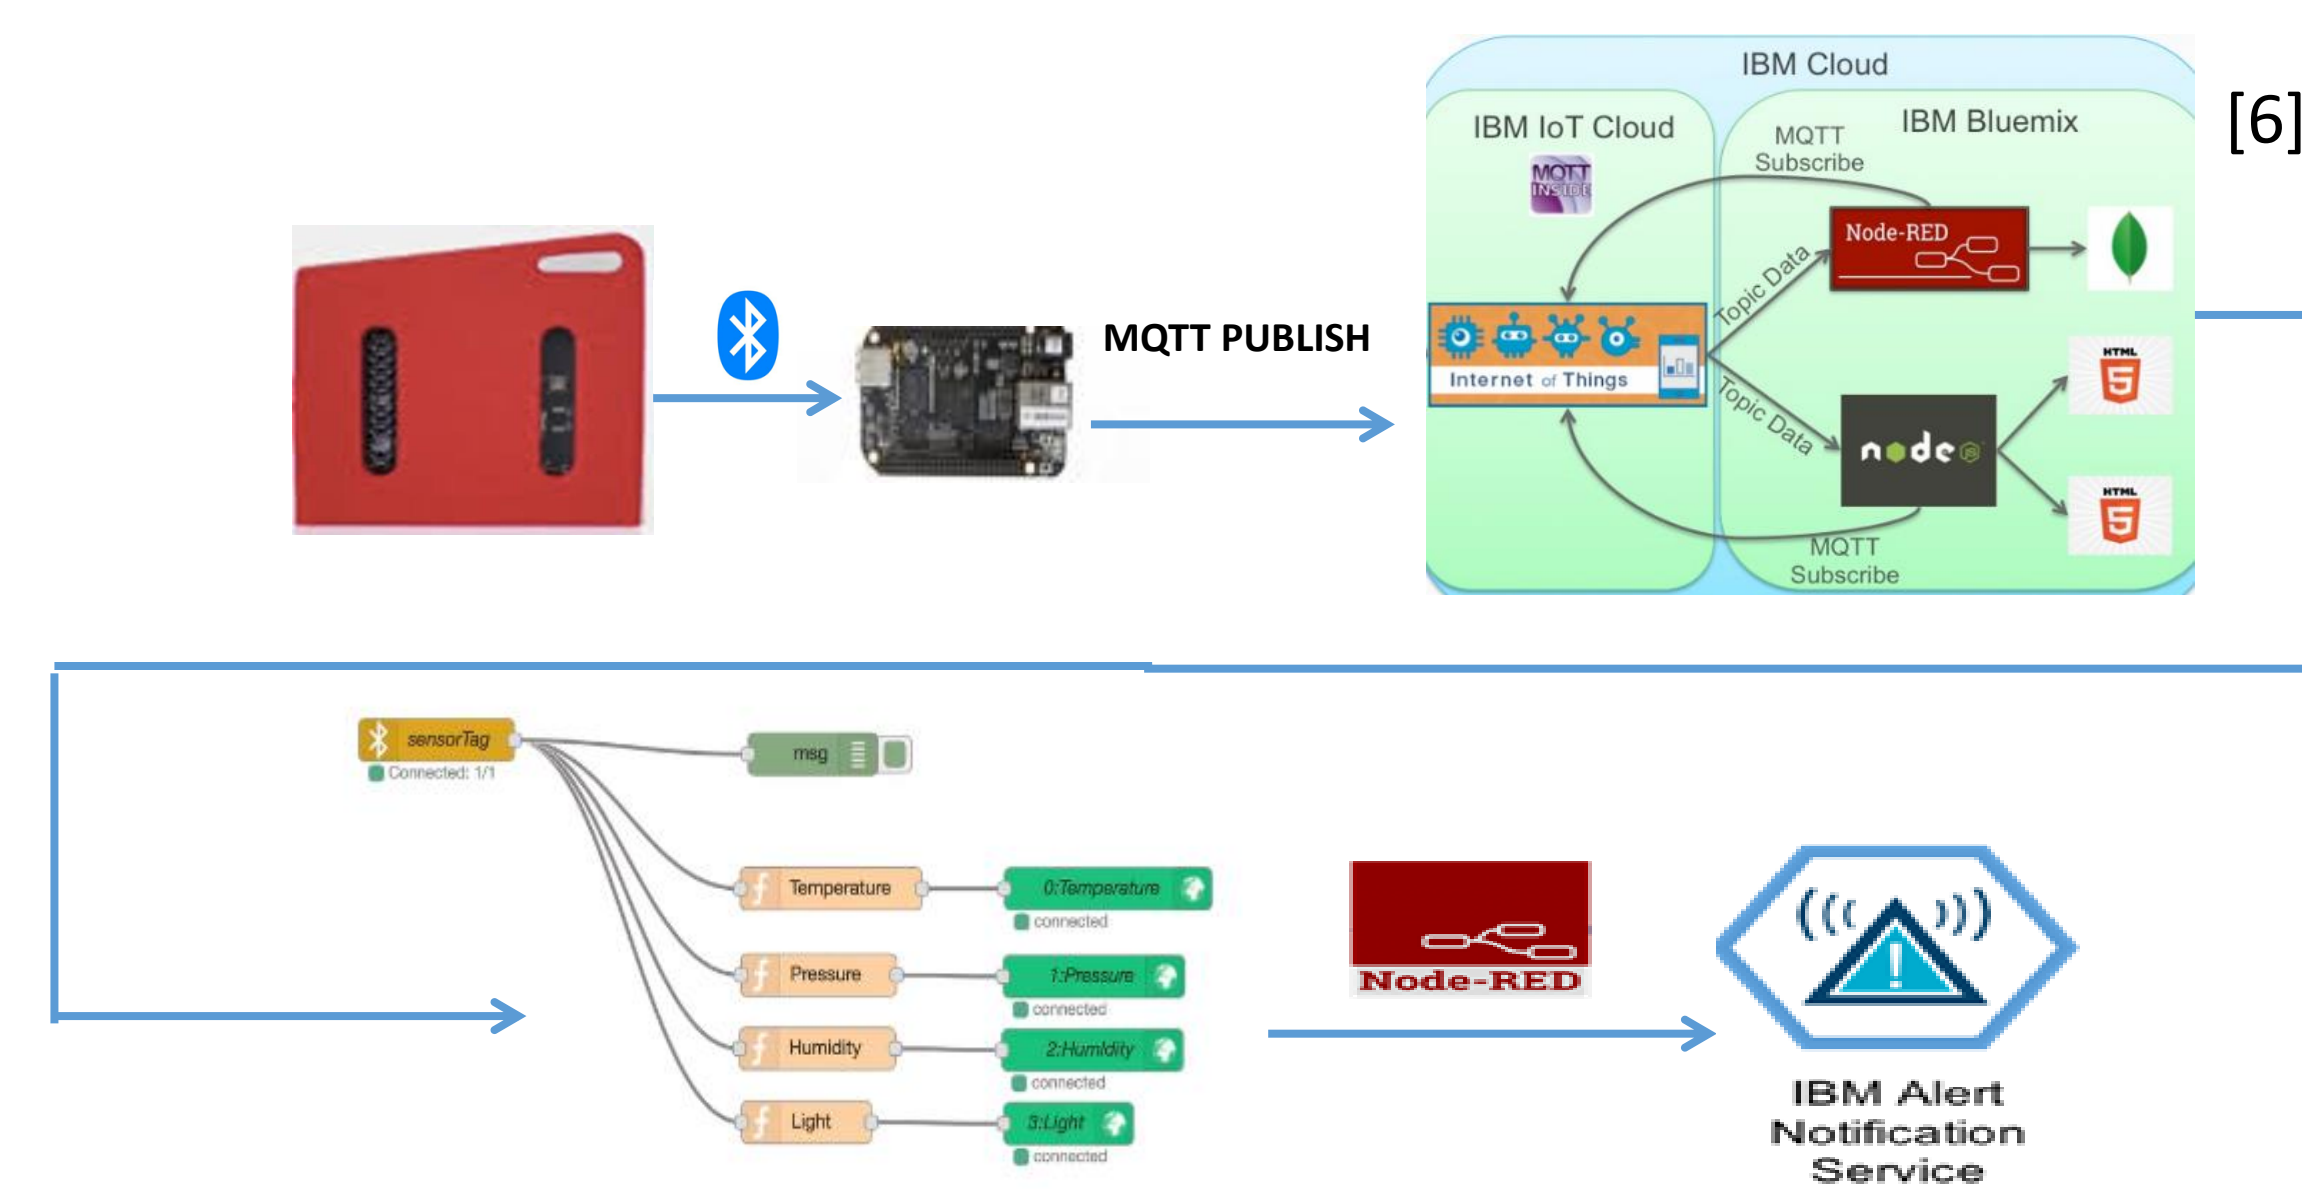 IBM Cloud
[6]
IBM IoT Cloud
IBM Bluemix
MQTT
Subscribe
MQTT
INSIDE
Node-RED
Topic Data
MQTT PUBLISH
Internet of Things
HTML
5
Topic Data
node
JS
HTML
5
MQTT
Subscribe
sensorTag
Connected: 1/1
msg
Temperature
0:Temperature
connected
Pressure
1:Pressure
connected
Humidity
2:Humidity
connected
Light
3:Light
connected
Node-RED
!
IBM Alert
Notification
Service